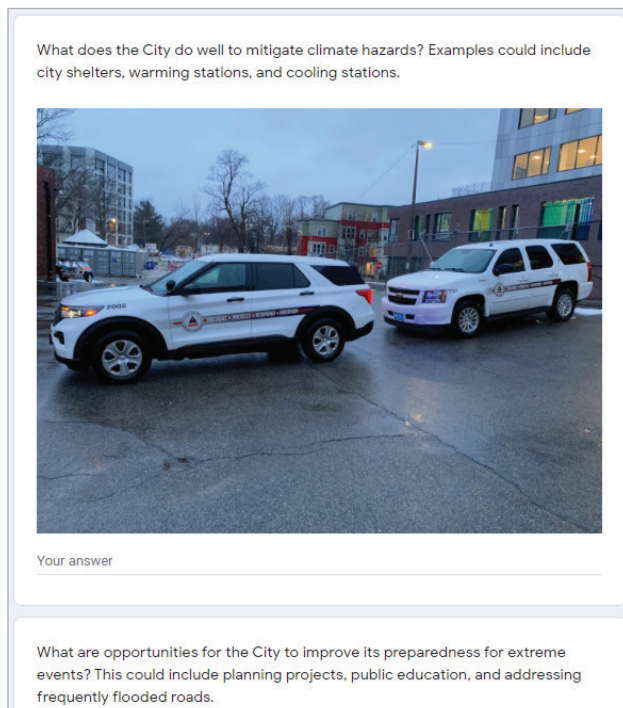 What does the City do well to mitigate climate hazards? Examples could include
city shelters, warming stations, and cooling stations.
Your answer
What are opportunities for the City to improve its preparedness for extreme
events? This could include planning projects, public education, and addressing
frequently flooded roads.